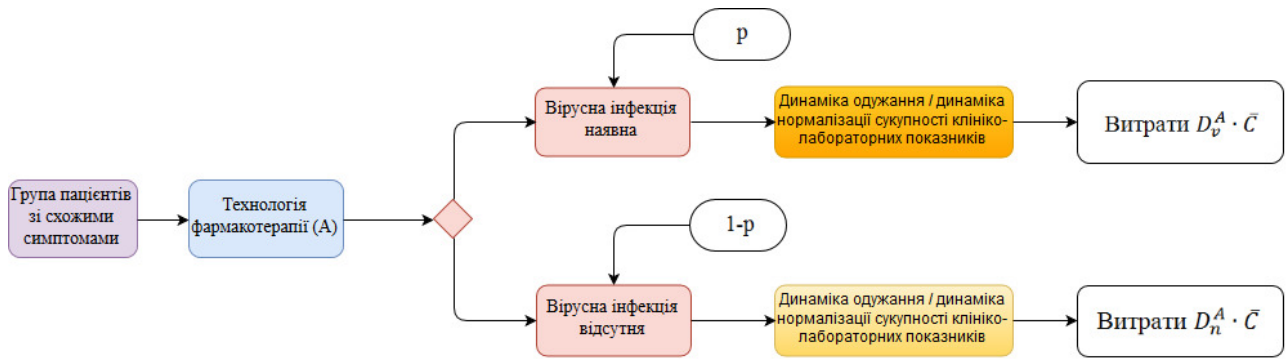 p
Вірусна інфекція
наявна
Динаміка одужання / динаміка
нормалізації сукупності клініко-
лабораторних показників
Витрати $D_v^A \cdot \bar{C}$
Група пацієнтів
зі схожими
симптомами
Технологія
фармакотерапії (А)
1-p
Вірусна інфекція
відсутня
Динаміка одужання / динаміка
нормалізації сукупності клініко-
лабораторних показників
Витрати $D_n^A \cdot \bar{C}$